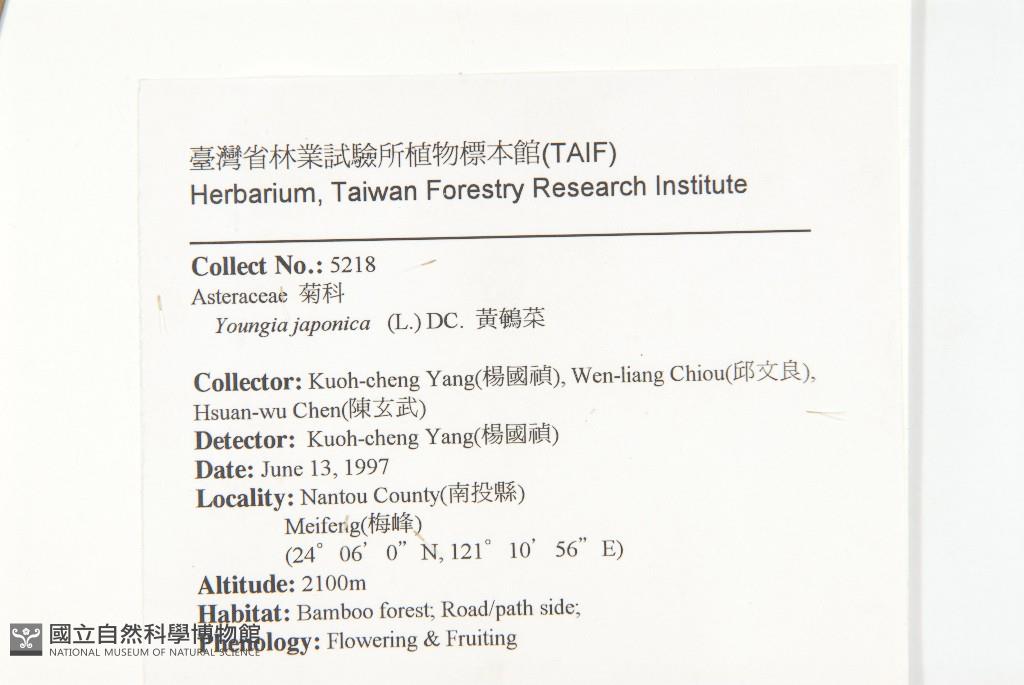 臺灣省林業試驗所植物標本館(TAIF)
Herbarium, Taiwan Forestry Research Institute
Collect No.: 5218
Asteraceae 菊科
Youngia japonica (L.) DC. 黃鵪菜
Collector: Kuoh-cheng Yang(楊國禎), Wen-liang Chiou(邱文良),
Hsuan-wu Chen(陳玄武)
Detector: Kuoh-cheng Yang(楊國禎)
Date: June 13, 1997
Locality: Nantou County(南投縣)
Meifeng(梅峰)
(24° 06’ 0” N, 121° 10’ 56” E)
Altitude: 2100m
Habitat: Bamboo forest; Road/path side;
Phenology: Flowering & Fruiting
國立自然科學博物館
NATIONAL MUSEUM OF NATURAL SCIENCE